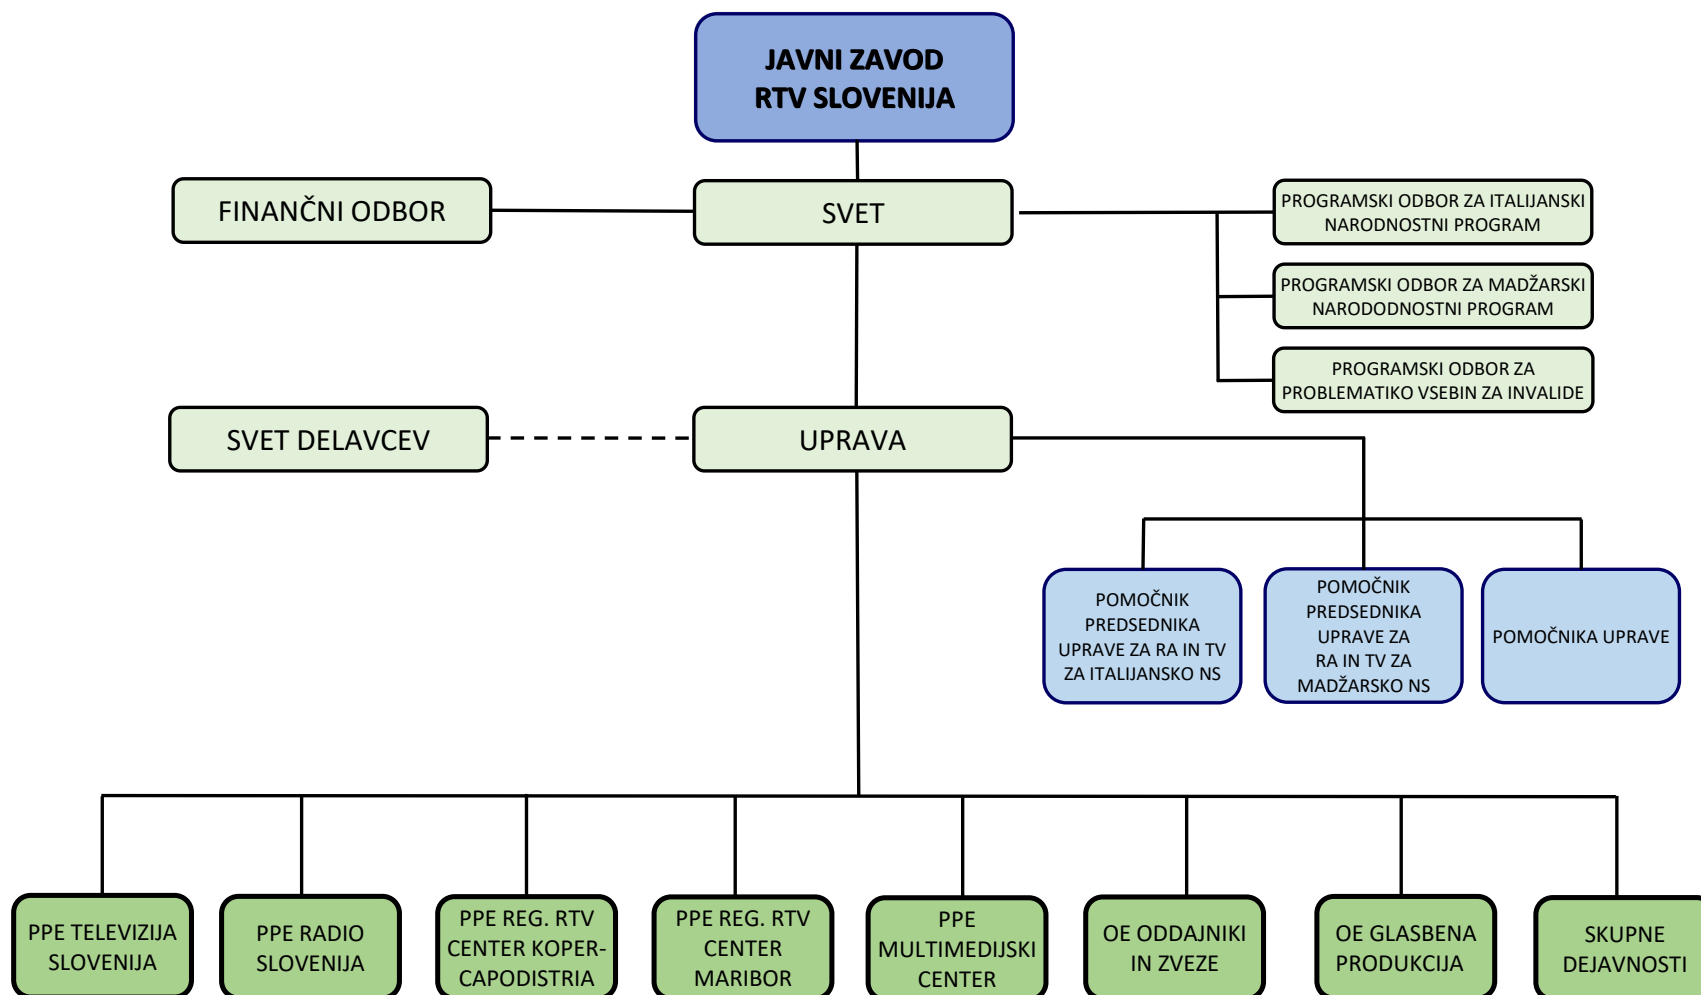 JAVNI ZAVOD
RTV SLOVENIJA
FINANČNI ODBOR
SVET
PROGRAMSKI ODBOR ZA ITALIJANSKI
NARODNOSTNI PROGRAM
PROGRAMSKI ODBOR ZA MADŽARSKI
NARODODNOSTNI PROGRAM
PROGRAMSKI ODBOR ZA
PROBLEMATIKO VSEBIN ZA INVALIDE
SVET DELAVCEV
UPRAVA
POMOČNIK
PREDSEDNIKA
UPRAVE ZA RA IN TV
ZA ITALIJANSKO NS
POMOČNIK
PREDSEDNIKA
UPRAVE ZA
RA IN TV ZA
MADŽARSKO NS
POMOČNIKA UPRAVE
PPE TELEVIZIJA
SLOVENIJA
PPE RADIO
SLOVENIJA
PPE REG. RTV
CENTER KOPER-
CAPODISTRIA
PPE REG. RTV
CENTER
MARIBOR
PPE
MULTIMEDIJSKI
CENTER
OE ODDAJNIKI
IN ZVEZE
OE GLASBENA
PRODUKCIJA
SKUPNE
DEJAVNOSTI